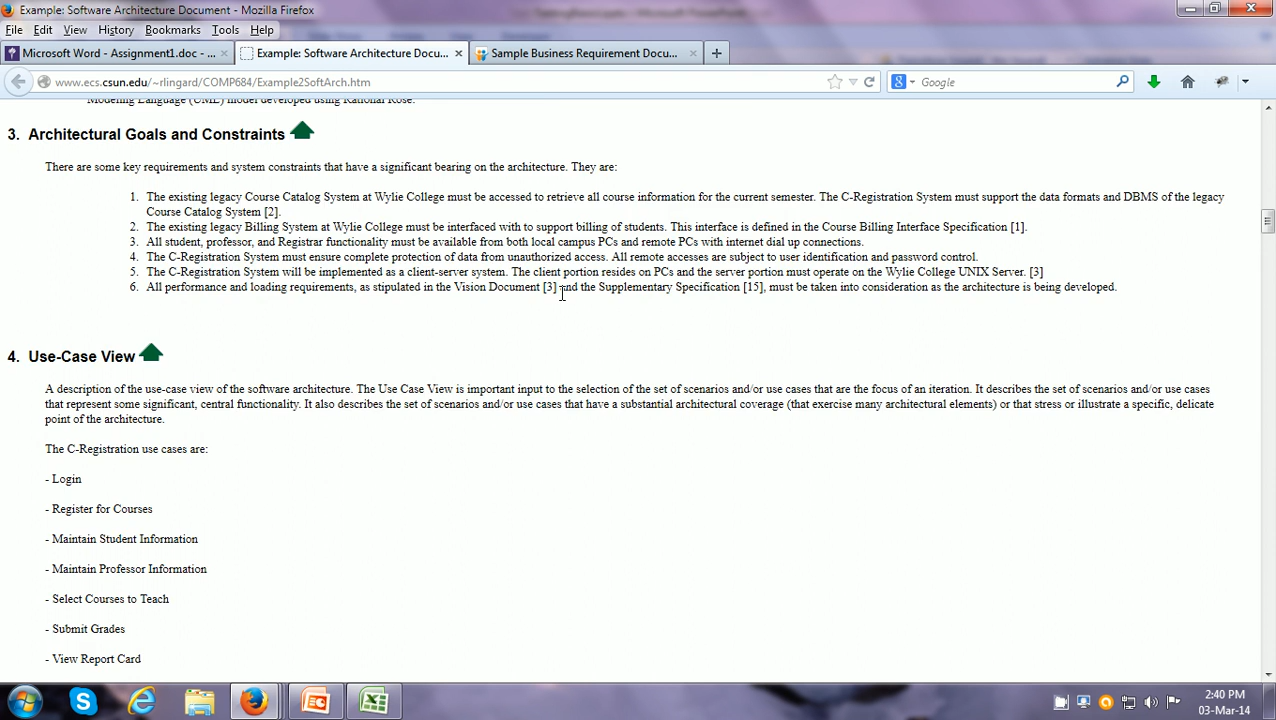 Example: Software Architecture Document - Mozilla Firefox
File Edit View History Bookmarks Tools Help
Microsoft Word - Assignment1.doc - ...
Example: Software Architecture Docu...
Sample Business Requirement Docu...
www.ecs.csun.edu/~rlingard/COMP684/Example2SoftArch.htm
Google
Modeling Language (UML) model developed using Rational Rose.
3. Architectural Goals and Constraints
There are some key requirements and system constraints that have a significant bearing on the architecture. They are:
1. The existing legacy Course Catalog System at Wylie College must be accessed to retrieve all course information for the current semester. The C-Registration System must support the data formats and DBMS of the legacy
Course Catalog System [2].
2. The existing legacy Billing System at Wylie College must be interfaced with to support billing of students. This interface is defined in the Course Billing Interface Specification [1].
3. All student, professor, and Registrar functionality must be available from both local campus PCs and remote PCs with internet dial up connections.
4. The C-Registration System must ensure complete protection of data from unauthorized access. All remote accesses are subject to user identification and password control.
5. The C-Registration System will be implemented as a client-server system. The client portion resides on PCs and the server portion must operate on the Wylie College UNIX Server. [3]
6. All performance and loading requirements, as stipulated in the Vision Document [3] and the Supplementary Specification [15], must be taken into consideration as the architecture is being developed.
4. Use-Case View
A description of the use-case view of the software architecture. The Use Case View is important input to the selection of the set of scenarios and/or use cases that are the focus of an iteration. It describes the set of scenarios and/or use cases
that represent some significant, central functionality. It also describes the set of scenarios and/or use cases that have a substantial architectural coverage (that exercise many architectural elements) or that stress or illustrate a specific, delicate
point of the architecture.
The C-Registration use cases are:
- Login
- Register for Courses
- Maintain Student Information
- Maintain Professor Information
- Select Courses to Teach
- Submit Grades
- View Report Card
2:40 PM
03-Mar-14